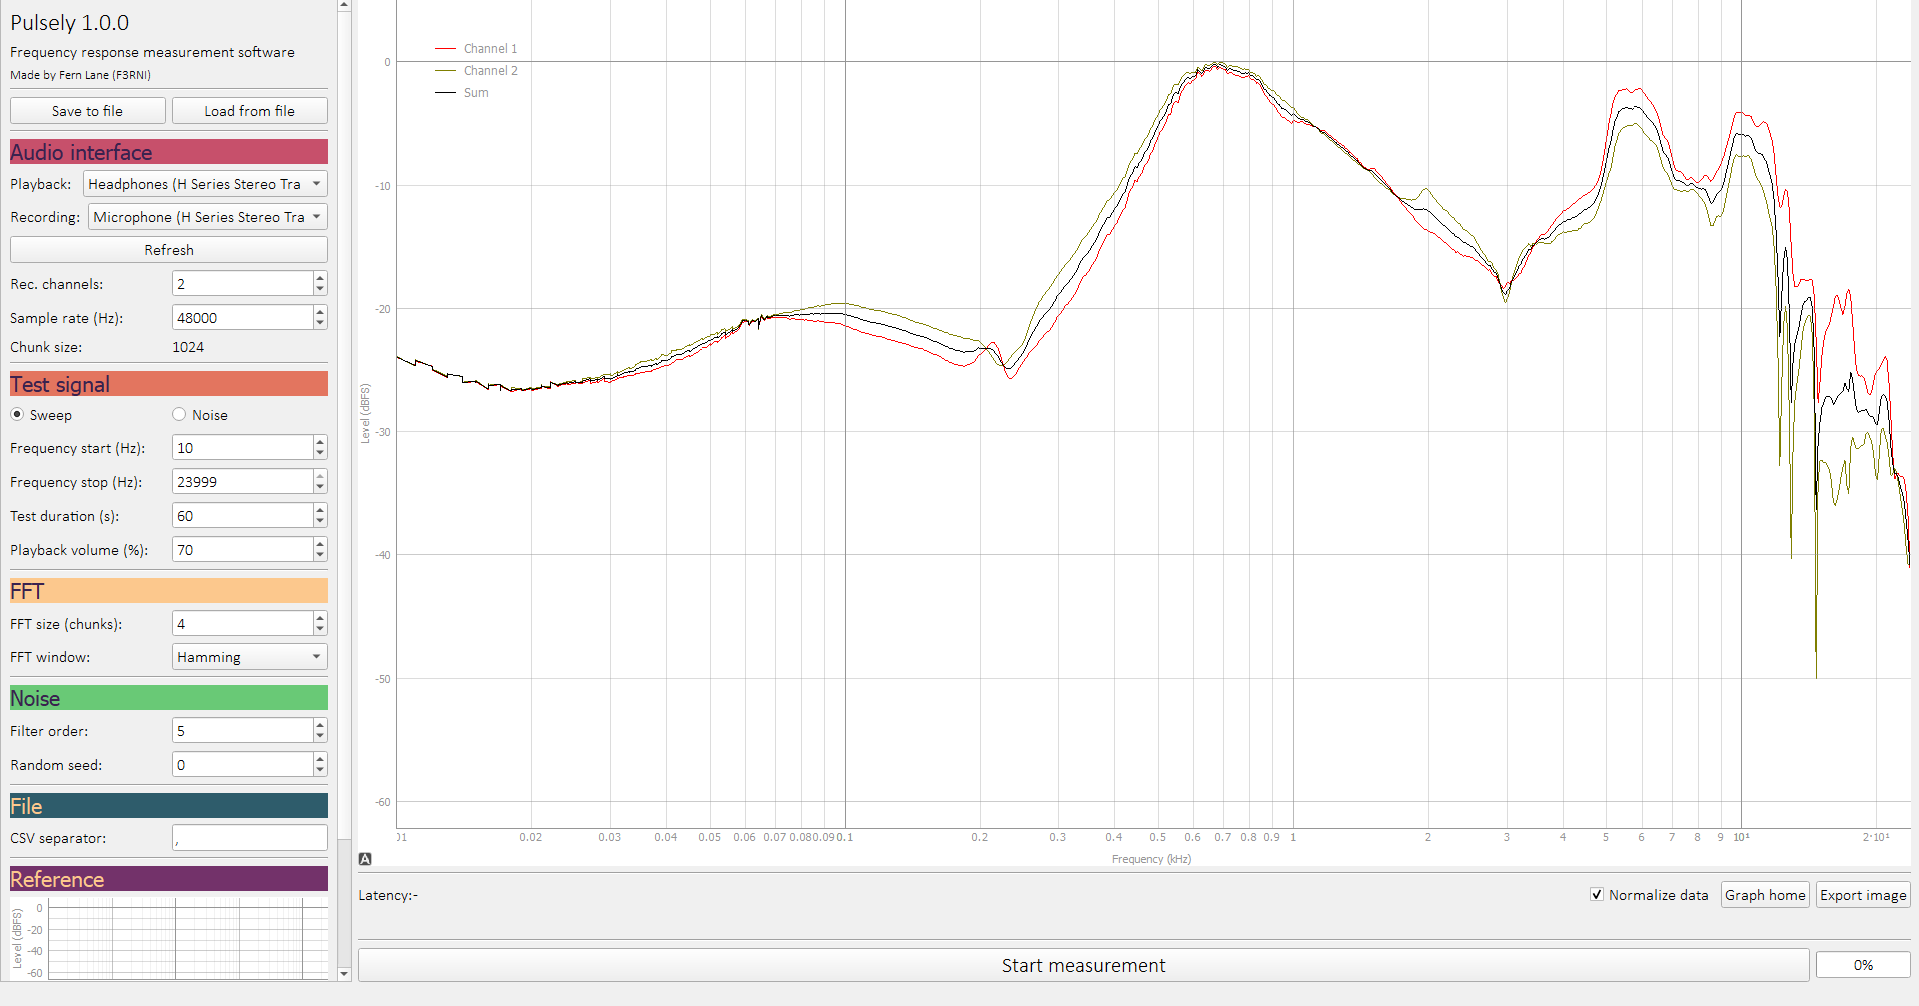 Pulsely 1.0.0
Frequency response measurement software
Made by Fern Lane (F3RNI)
Save to file
Load from file
Audio interface
Playback: Headphones (H Series Stereo Tra
Recording: Microphone (H Series Stereo Tra
Refresh
Rec. channels: 2
Sample rate (Hz): 48000
Chunk size: 1024
Test signal
Sweep
Noise
Frequency start (Hz): 10
Frequency stop (Hz): 23999
Test duration (s): 60
Playback volume (%): 70
FFT
FFT size (chunks): 4
FFT window: Hamming
Noise
Filter order: 5
Random seed: 0
File
CSV separator: ,
Reference
Level (dBFS)
0
-20
-40
-60
Channel 1
Channel 2
Sum
Level (dBFS)
0
-10
-20
-30
-40
-50
-60
01 0.02 0.03 0.04 0.05 0.06 0.07 0.08 0.09 0.1 0.2 0.3 0.4 0.5 0.6 0.7 0.8 0.9 1 2 3 4 5 6 7 8 9 10¹ 2·10¹
Frequency (kHz)
A
Latency:-
Normalize data
Graph home
Export image
Start measurement
0%